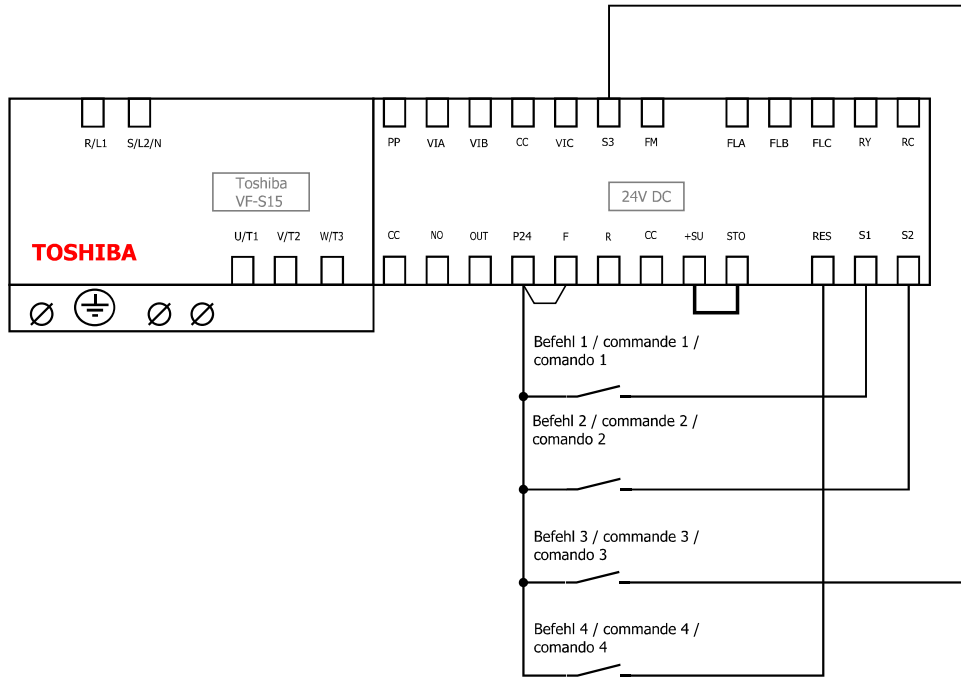 R/L1 S/L2/N
PP VIA VIB CC VIC S3 FM FLA FLB FLC RY RC
Toshiba
VF-S15
24V DC
TOSHIBA
U/T1 V/T2 W/T3
CC NO OUT P24 F R CC +SU STO RES S1 S2
Befehl 1 / commande 1 /
comando 1
Befehl 2 / commande 2 /
comando 2
Befehl 3 / commande 3 /
comando 3
Befehl 4 / commande 4 /
comando 4